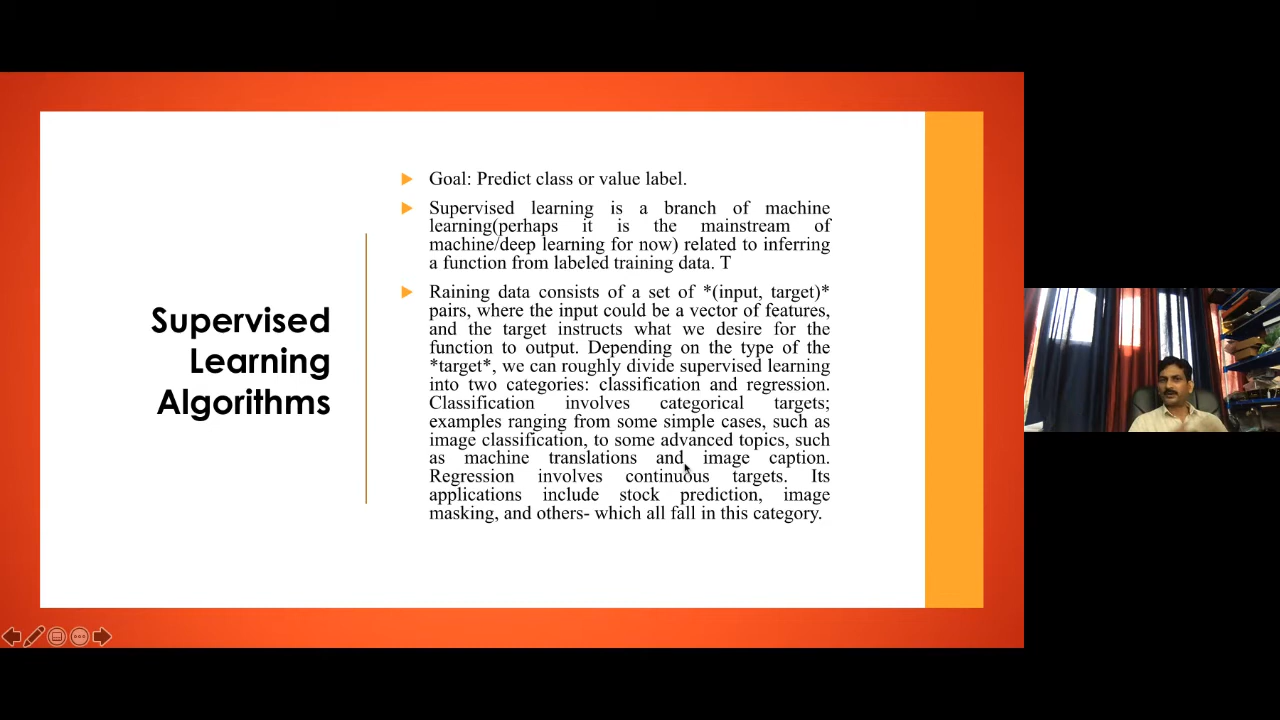 Supervised
Learning
Algorithms
Goal: Predict class or value label.
Supervised learning is a branch of machine
learning(perhaps it is the mainstream of
machine/deep learning for now) related to inferring
a function from labeled training data. T
Raining data consists of a set of *(input, target)*
pairs, where the input could be a vector of features,
and the target instructs what we desire for the
function to output. Depending on the type of the
*target*, we can roughly divide supervised learning
into two categories: classification and regression.
Classification involves categorical targets;
examples ranging from some simple cases, such as
image classification, to some advanced topics, such
as machine translations and image caption.
Regression involves continuous targets. Its
applications include stock prediction, image
masking, and others- which all fall in this category.